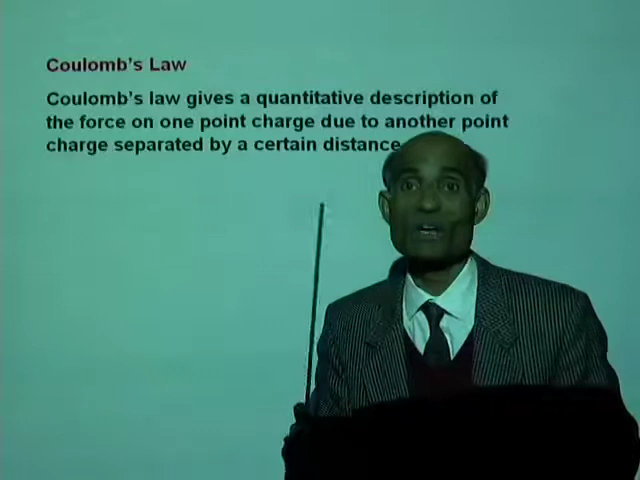 Coulomb's Law
Coulomb's law gives a quantitative description of
the force on one point charge due to another point
charge separated by a certain distance